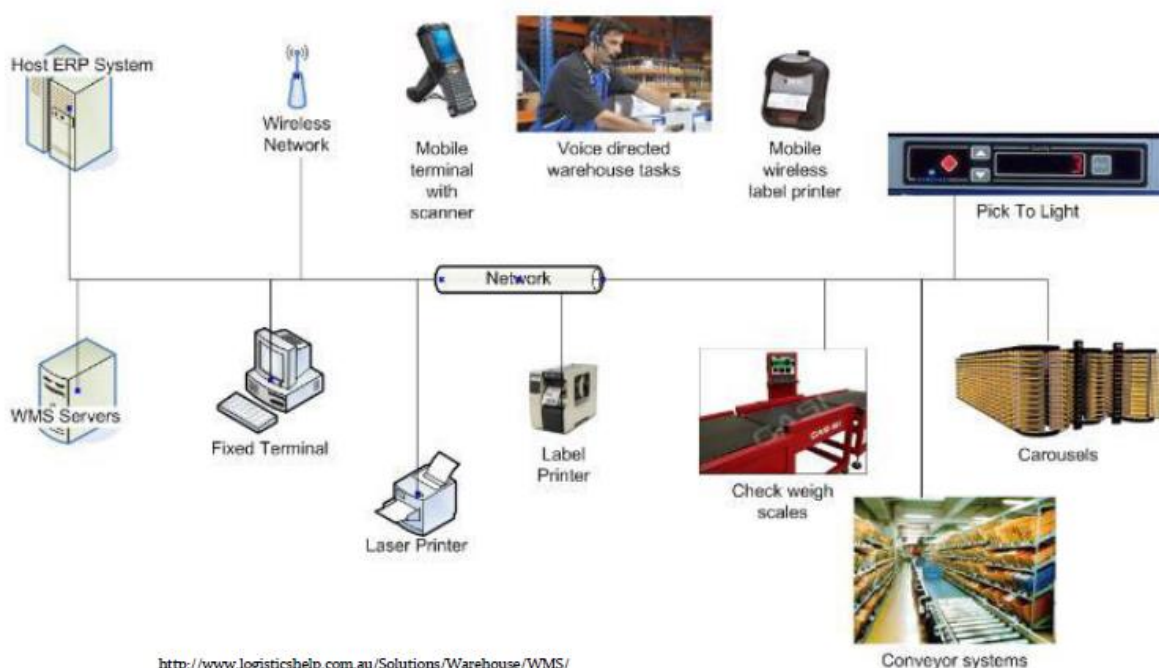 Host ERP System
Wireless
Network
Mobile
terminal
with
scanner
Voice directed
warehouse tasks
Mobile
wireless
label printer
3
Pick To Light
Network
WMS Servers
Fixed Terminal
Laser Printer
Label
Printer
Check weigh
scales
Carousels
Conveyor systems
http://www.logisticshelp.com.au/Solutions/Warehouse/WMS/